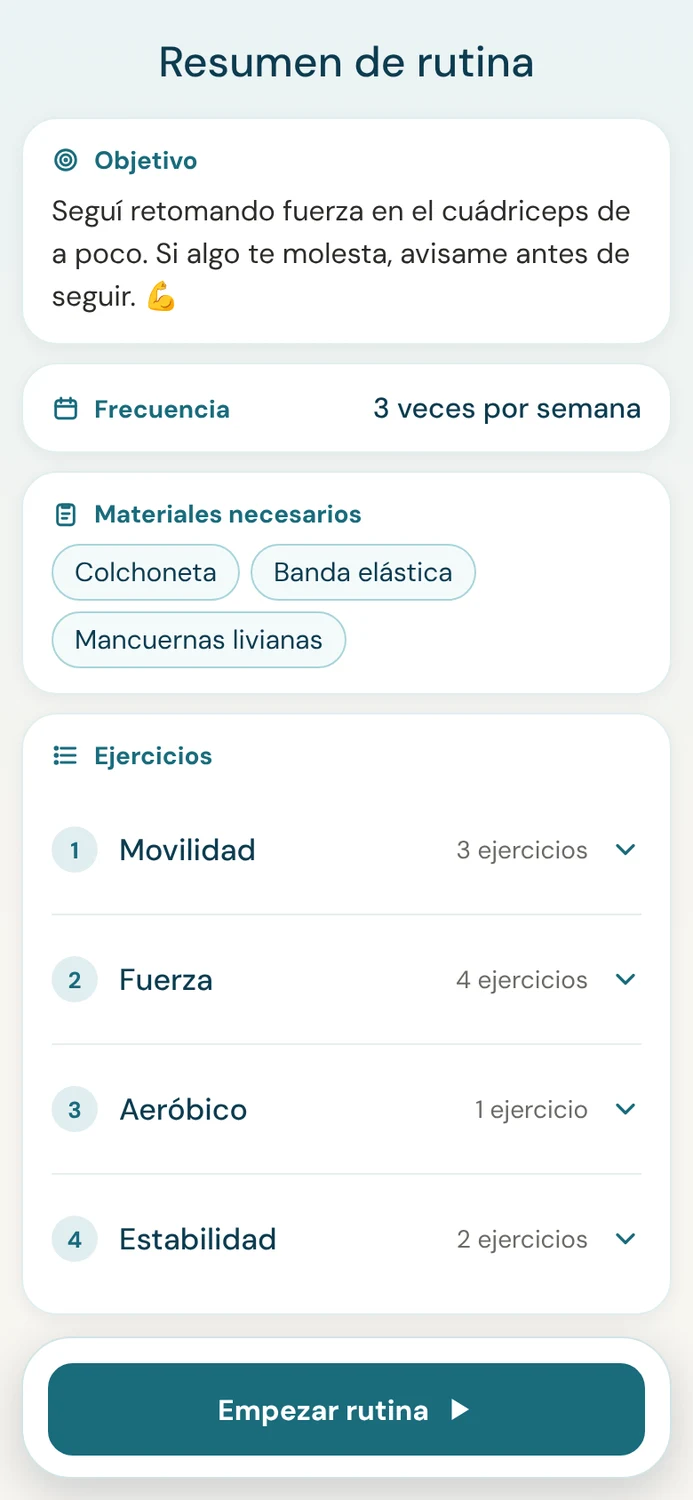 Resumen de rutina
Objetivo
Seguí retomando fuerza en el cuádriceps de
a poco. Si algo te molesta, avisame antes de
seguir. 💪
Frecuencia 3 veces por semana
Materiales necesarios
Colchoneta Banda elástica
Mancuernas livianas
Ejercicios
1 Movilidad 3 ejercicios
2 Fuerza 4 ejercicios
3 Aeróbico 1 ejercicio
4 Estabilidad 2 ejercicios
Empezar rutina